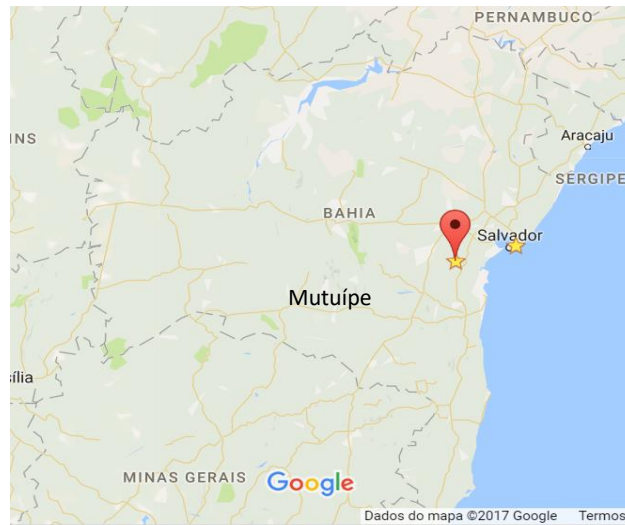 PERNAMBUCO
Aracaju
INS
SERGIPE
BAHIA
Salvador
Mutuípe
sília
MINAS GERAIS
Google
Dados do mapa ©2017 Google Termos